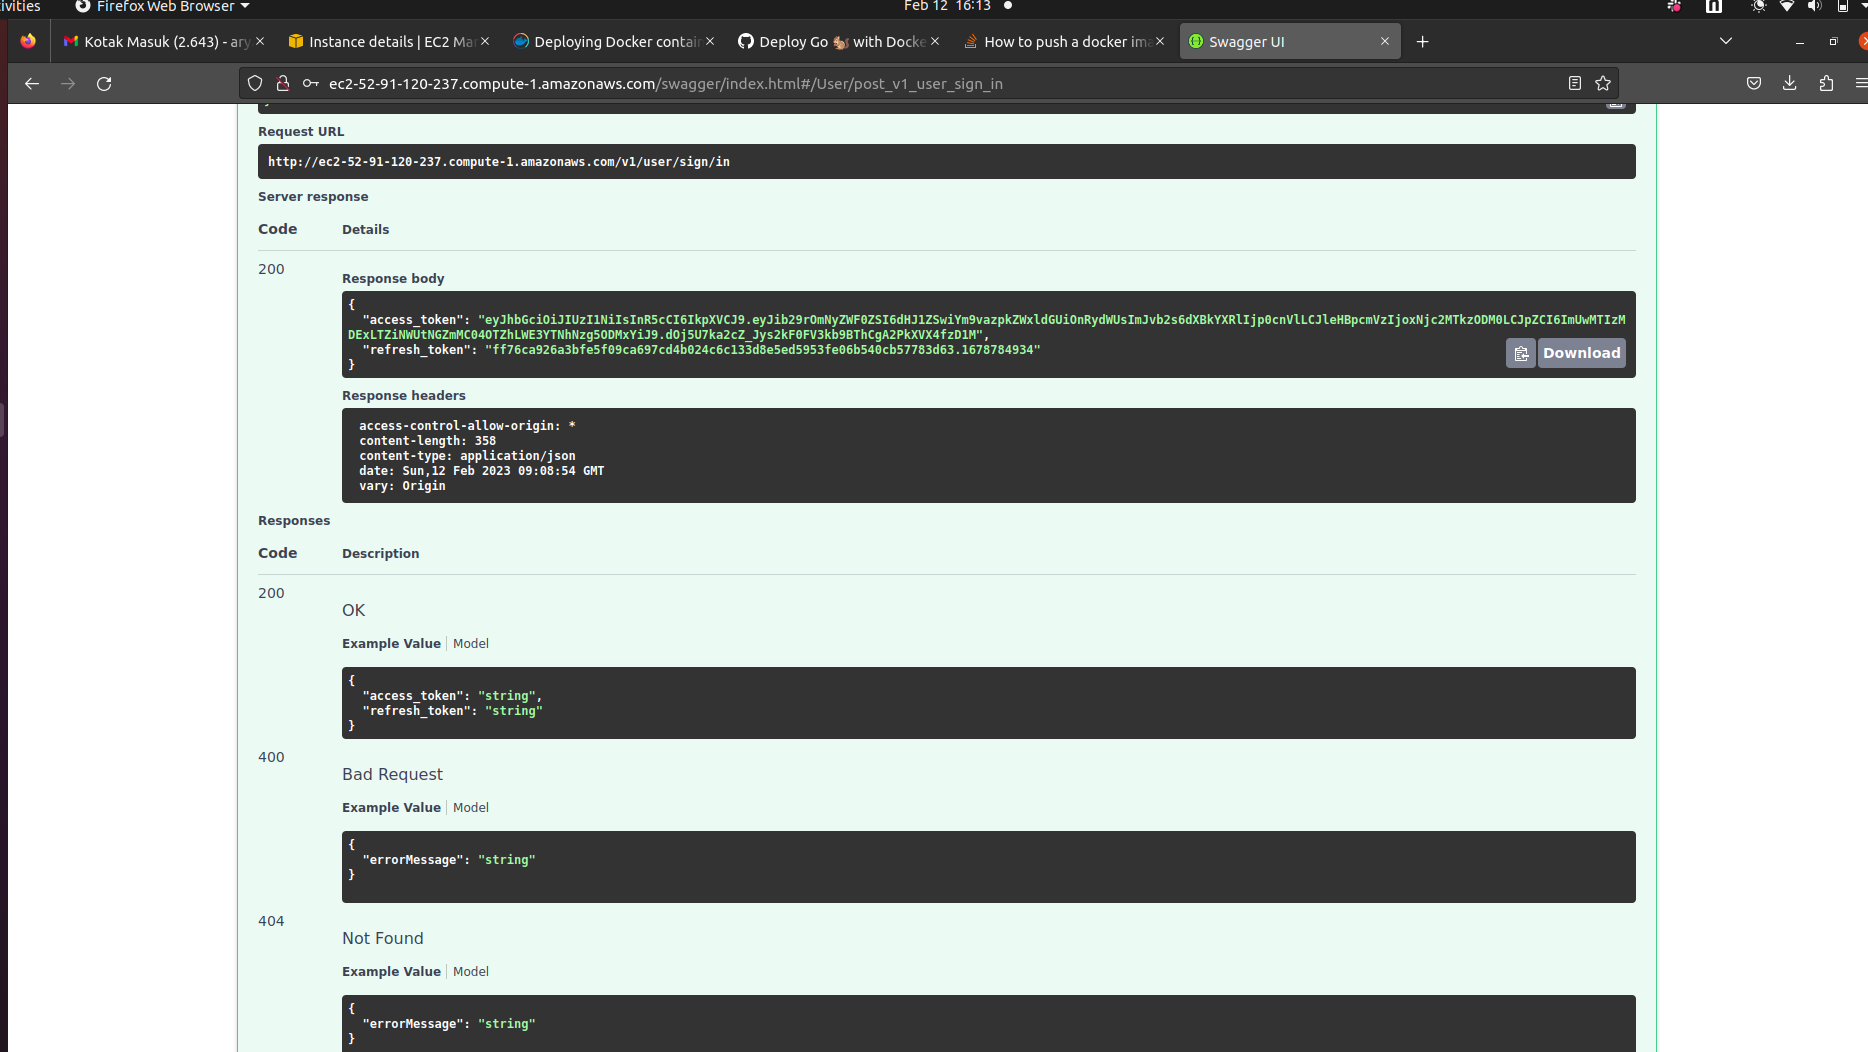 ivities
Firefox Web Browser
Feb 12 16:13
Kotak Masuk (2.643) - ary
Instance details | EC2 Ma
Deploying Docker contai
Deploy Go 🐿️ with Docke
How to push a docker ima
Swagger UI
ec2-52-91-120-237.compute-1.amazonaws.com/swagger/index.html#/User/post_v1_user_sign_in
Request URL
http://ec2-52-91-120-237.compute-1.amazonaws.com/v1/user/sign/in
Server response
Code Details
200
Response body
{
"access_token": "eyJhbGciOiJIUzI1NiIsInR5cCI6IkpXVCJ9.eyJib29rOmNyZWF0ZSI6dHJ1ZSwiYm9vazpkZWxldGUiOnRydWUsImJvb2s6dXBkYXRlIjp0cnVlLCJleHBpcmVzIjoxNjc2MTkzODM0LCJpZCI6ImUwMTIzM
DExLTZiNWUtNGZmMC04OTZhLWE3YTNhNzg5ODMxYiJ9.dOj5U7ka2cZ_Jys2kF0FV3kb9BThCgA2PkXVX4fzD1M",
"refresh_token": "ff76ca926a3bfe5f09ca697cd4b024c6c133d8e5ed5953fe06b540cb57783d63.1678784934"
}
Download
Response headers
access-control-allow-origin: *
content-length: 358
content-type: application/json
date: Sun,12 Feb 2023 09:08:54 GMT
vary: Origin
Responses
Code Description
200
OK
Example Value Model
{
"access_token": "string",
"refresh_token": "string"
}
400
Bad Request
Example Value Model
{
"errorMessage": "string"
}
404
Not Found
Example Value Model
{
"errorMessage": "string"
}